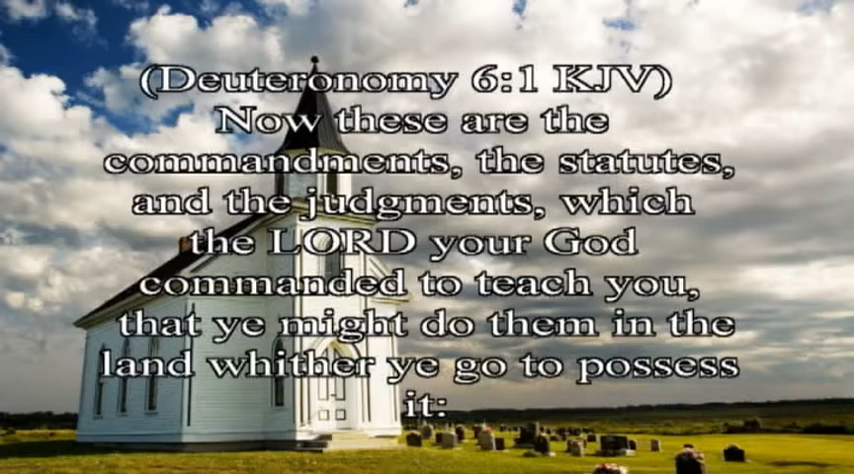 (Deuteronomy 6:1 KJV)
Now these are the
commandments, the statutes,
and the judgments, which
the LORD your God
commanded to teach you,
that ye might do them in the
land whither ye go to possess
it: